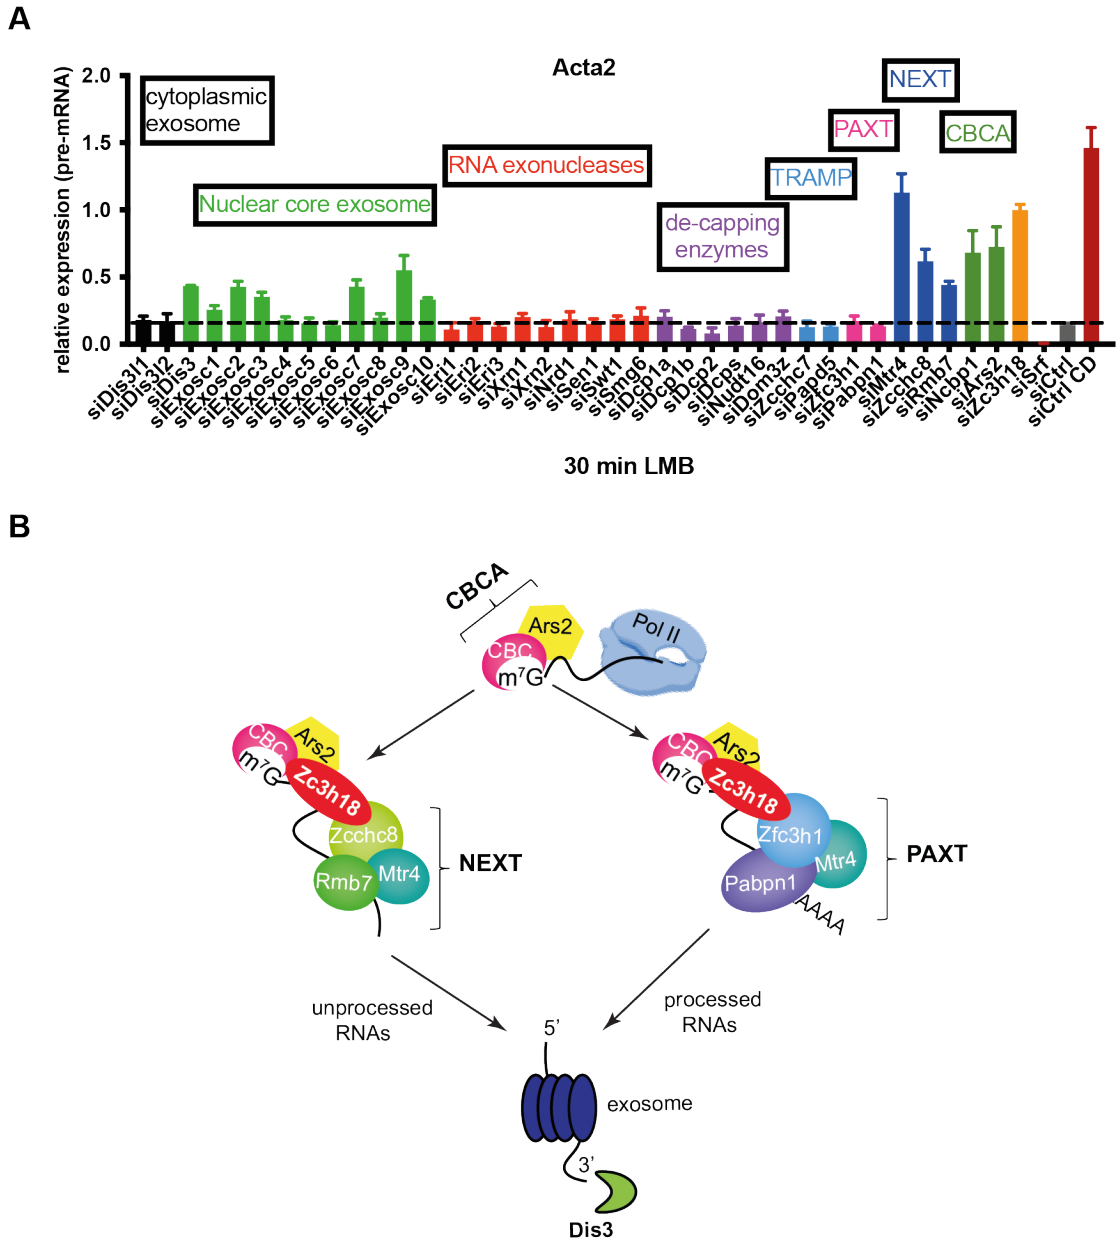 A
Acta2
relative expression (pre-mRNA)
2.0
1.5
1.0
0.5
0.0
cytoplasmic
exosome
Nuclear core exosome
RNA exonucleases
de-capping
enzymes
TRAMP
PAXT
NEXT
CBCA
siDis3l1
siDis3l2
siDis3
siExosc1
siExosc2
siExosc3
siExosc4
siExosc5
siExosc6
siExosc7
siExosc8
siExosc9
siExosc10
siEri1
siEri2
siEri3
siXrn1
siXrn2
siNrd1
siSsn1
siSwt1
siSmg6
siDcp1a
siDcp1b
siDcp2
siDcps
siNudt16
siDom3z
siZcchc7
siPapd5
siZfc3h1
siPabpn1
siMtr4
siZcchc8
siRmb7
siNcbp1
siArs2
siZc3h18
siSrf
siCtrl
siCtrl CD
30 min LMB
B
CBCA
Ars2
Pol II
CBC
m⁷G
CBC
Ars2
m⁷G
Zc3h18
Zcchc8
Rmb7
Mtr4
NEXT
CBC
Ars2
m⁷G
Zc3h18
Zfc3h1
Mtr4
Pabpn1
AAAA
PAXT
unprocessed
RNAs
processed
RNAs
5’
exosome
3’
Dis3